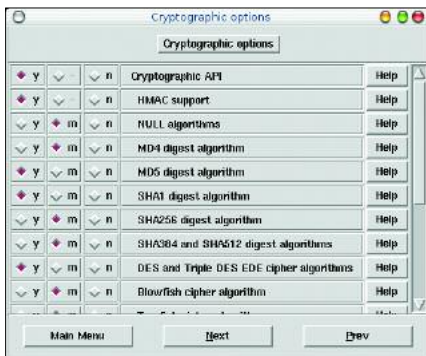 Cryptographic options
Cryptographic options
y - n Cryptographic API Help
y - n HMAC support Help
y m n NULL algorithms Help
y m n MD4 digest algorithm Help
y m n MD5 digest algorithm Help
y m n SHA1 digest algorithm Help
y m n SHA256 digest algorithm Help
y m n SHA384 and SHA512 digest algorithms Help
y m n DES and Triple DES EDE cipher algorithms Help
y m n Blowfish cipher algorithm Help
Main Menu Next Prev